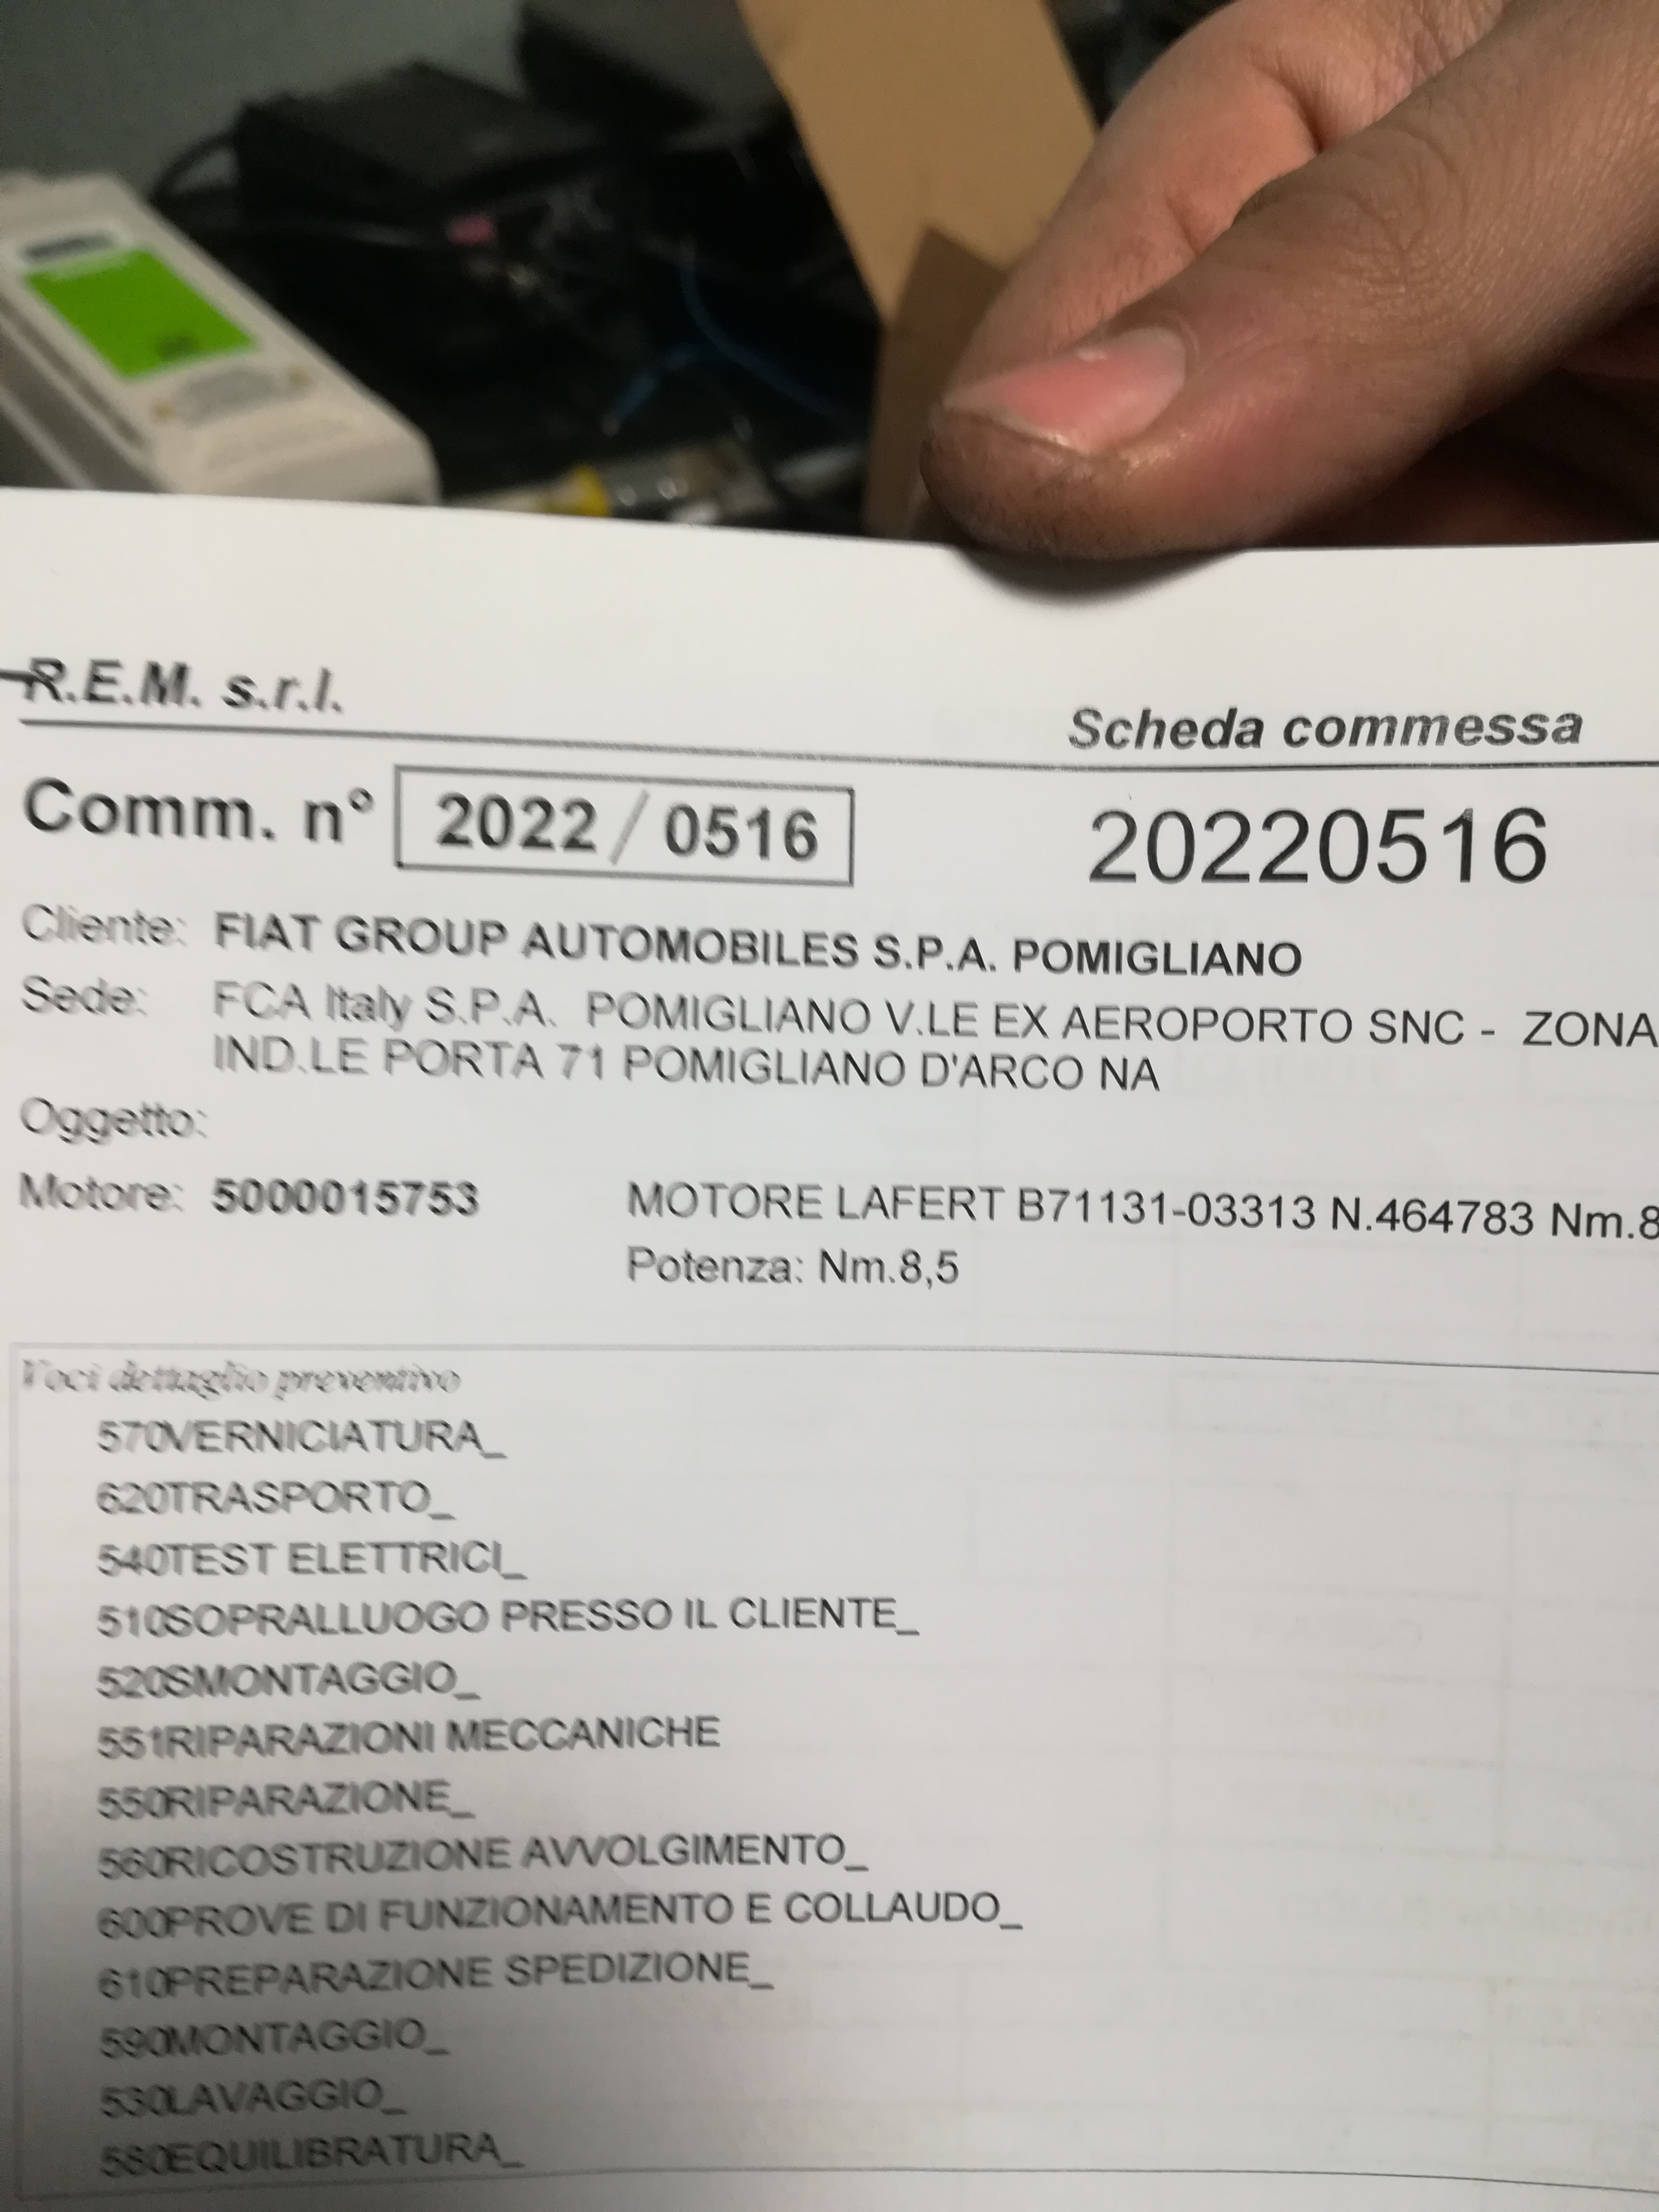 R.E.M. s.r.l.
Scheda commessa
Comm. n° 2022 / 0516 20220516
Cliente: FIAT GROUP AUTOMOBILES S.P.A. POMIGLIANO
Sede: FCA Italy S.P.A. POMIGLIANO V.LE EX AEROPORTO SNC - ZONA
IND.LE PORTA 71 POMIGLIANO D'ARCO NA
Oggetto:
Motore: 5000015753 MOTORE LAFERT B71131-03313 N.464783 Nm.8
Potenza: Nm.8,5
Voci dettaglio preventivo
570VERNICIATURA_
620TRASPORTO_
540TEST ELETTRICI_
510SOPRALLUOGO PRESSO IL CLIENTE_
520SMONTAGGIO_
551RIPARAZIONI MECCANICHE
550RIPARAZIONE_
560RICOSTRUZIONE AVVOLGIMENTO_
600PROVE DI FUNZIONAMENTO E COLLAUDO_
610PREPARAZIONE SPEDIZIONE_
590MONTAGGIO_
530LAVAGGIO_
580EQUILIBRATURA_